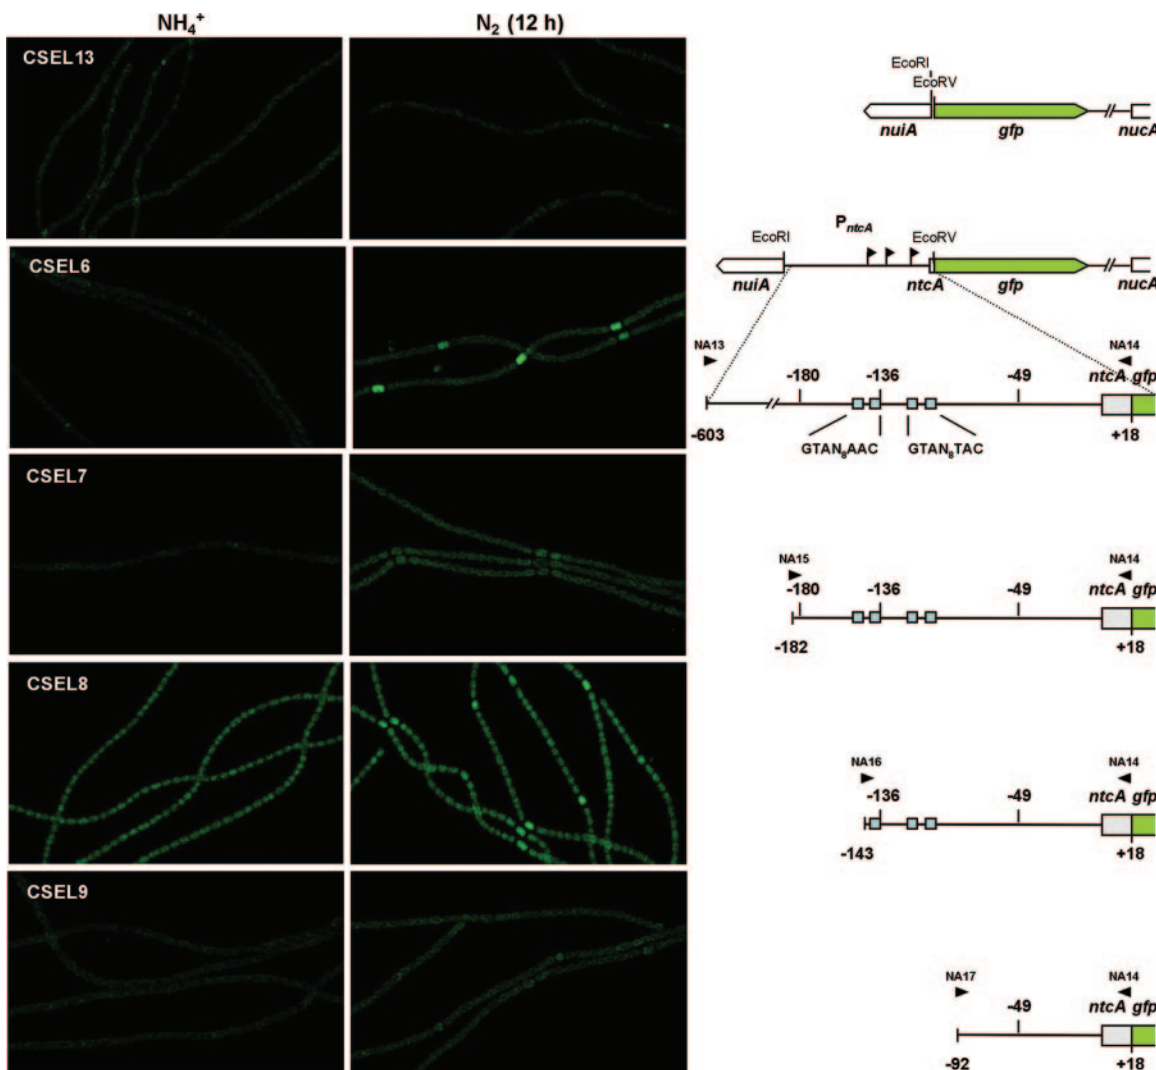 NH₄⁺ N₂ (12 h)
CSEL13
EcoRI
EcoRV
nuiA gfp nucA
CSEL6
PntcA
EcoRI EcoRV
nuiA ntcA gfp nucA
NA13 NA14
-180 -136 -49 ntcA gfp
-603 +18
GTAN₈AAC GTAN₈TAC
CSEL7
NA15 NA14
-180 -136 -49 ntcA gfp
-182 +18
CSEL8
NA16 NA14
-136 -49 ntcA gfp
-143 +18
CSEL9
NA17 NA14
-49 ntcA gfp
-92 +18